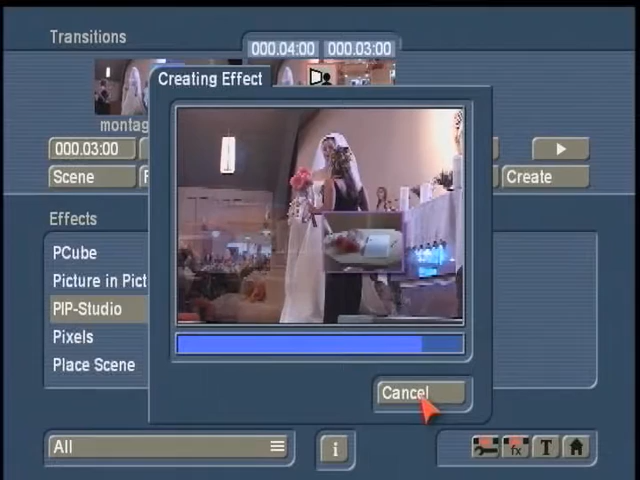 Transitions
000.04:00 000.03:00
Creating Effect
montag
000.03:00
Scene
Create
Effects
PCube
Picture in Pict
PIP-Studio
Pixels
Place Scene
Cancel
All
i
fx T